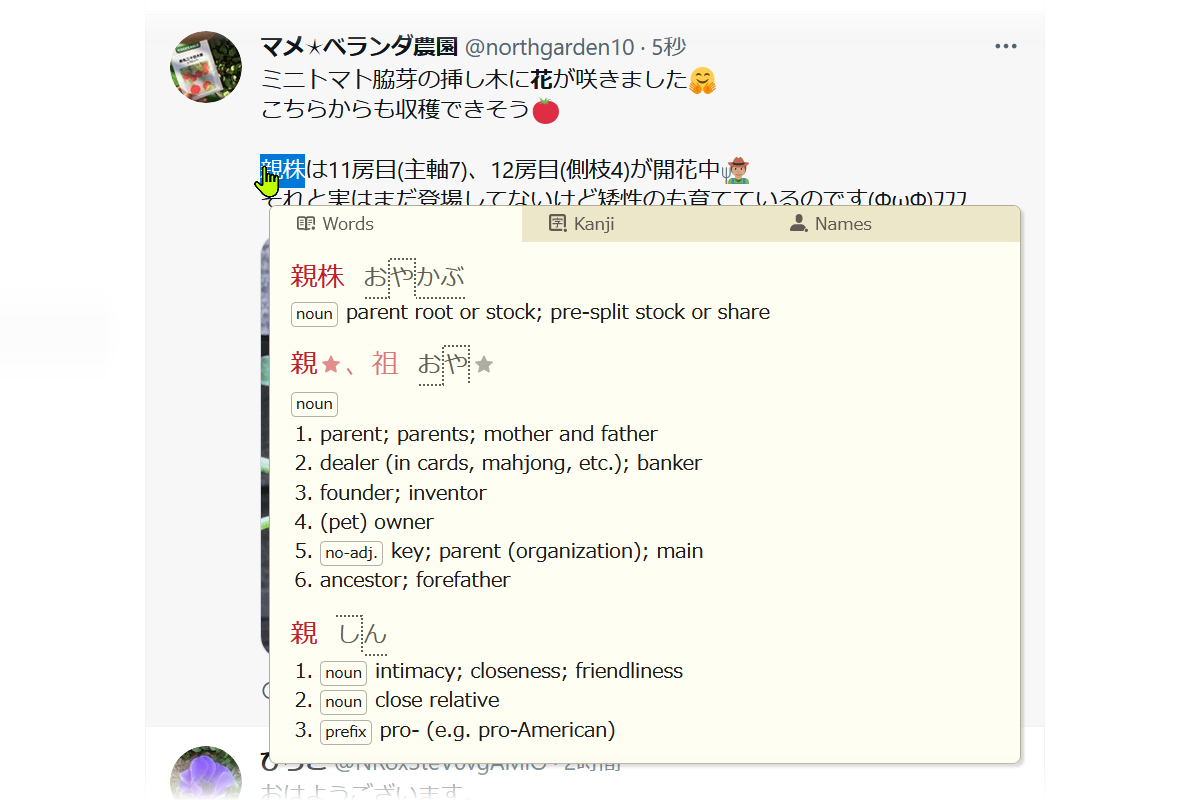 マメ✶ベランダ農園 @northgarden10 · 5秒
ミニトマト脇芽の挿し木に花が咲きました🤗
こちらからも収穫できそう🍅
親株は11房目(主軸7)、12房目(側枝4)が開花中👨🏽‍🌾
それと実はまだ登場してないけど矮性のも育てているのです(ΦωΦ)フフフ
Words Kanji Names
親株 おやかぶ
noun parent root or stock; pre-split stock or share
親★、祖 おや★
noun
1. parent; parents; mother and father
2. dealer (in cards, mahjong, etc.); banker
3. founder; inventor
4. (pet) owner
5. no-adj. key; parent (organization); main
6. ancestor; forefather
親 しん
1. noun intimacy; closeness; friendliness
2. noun close relative
3. prefix pro- (e.g. pro-American)
2時間
おはようございます。